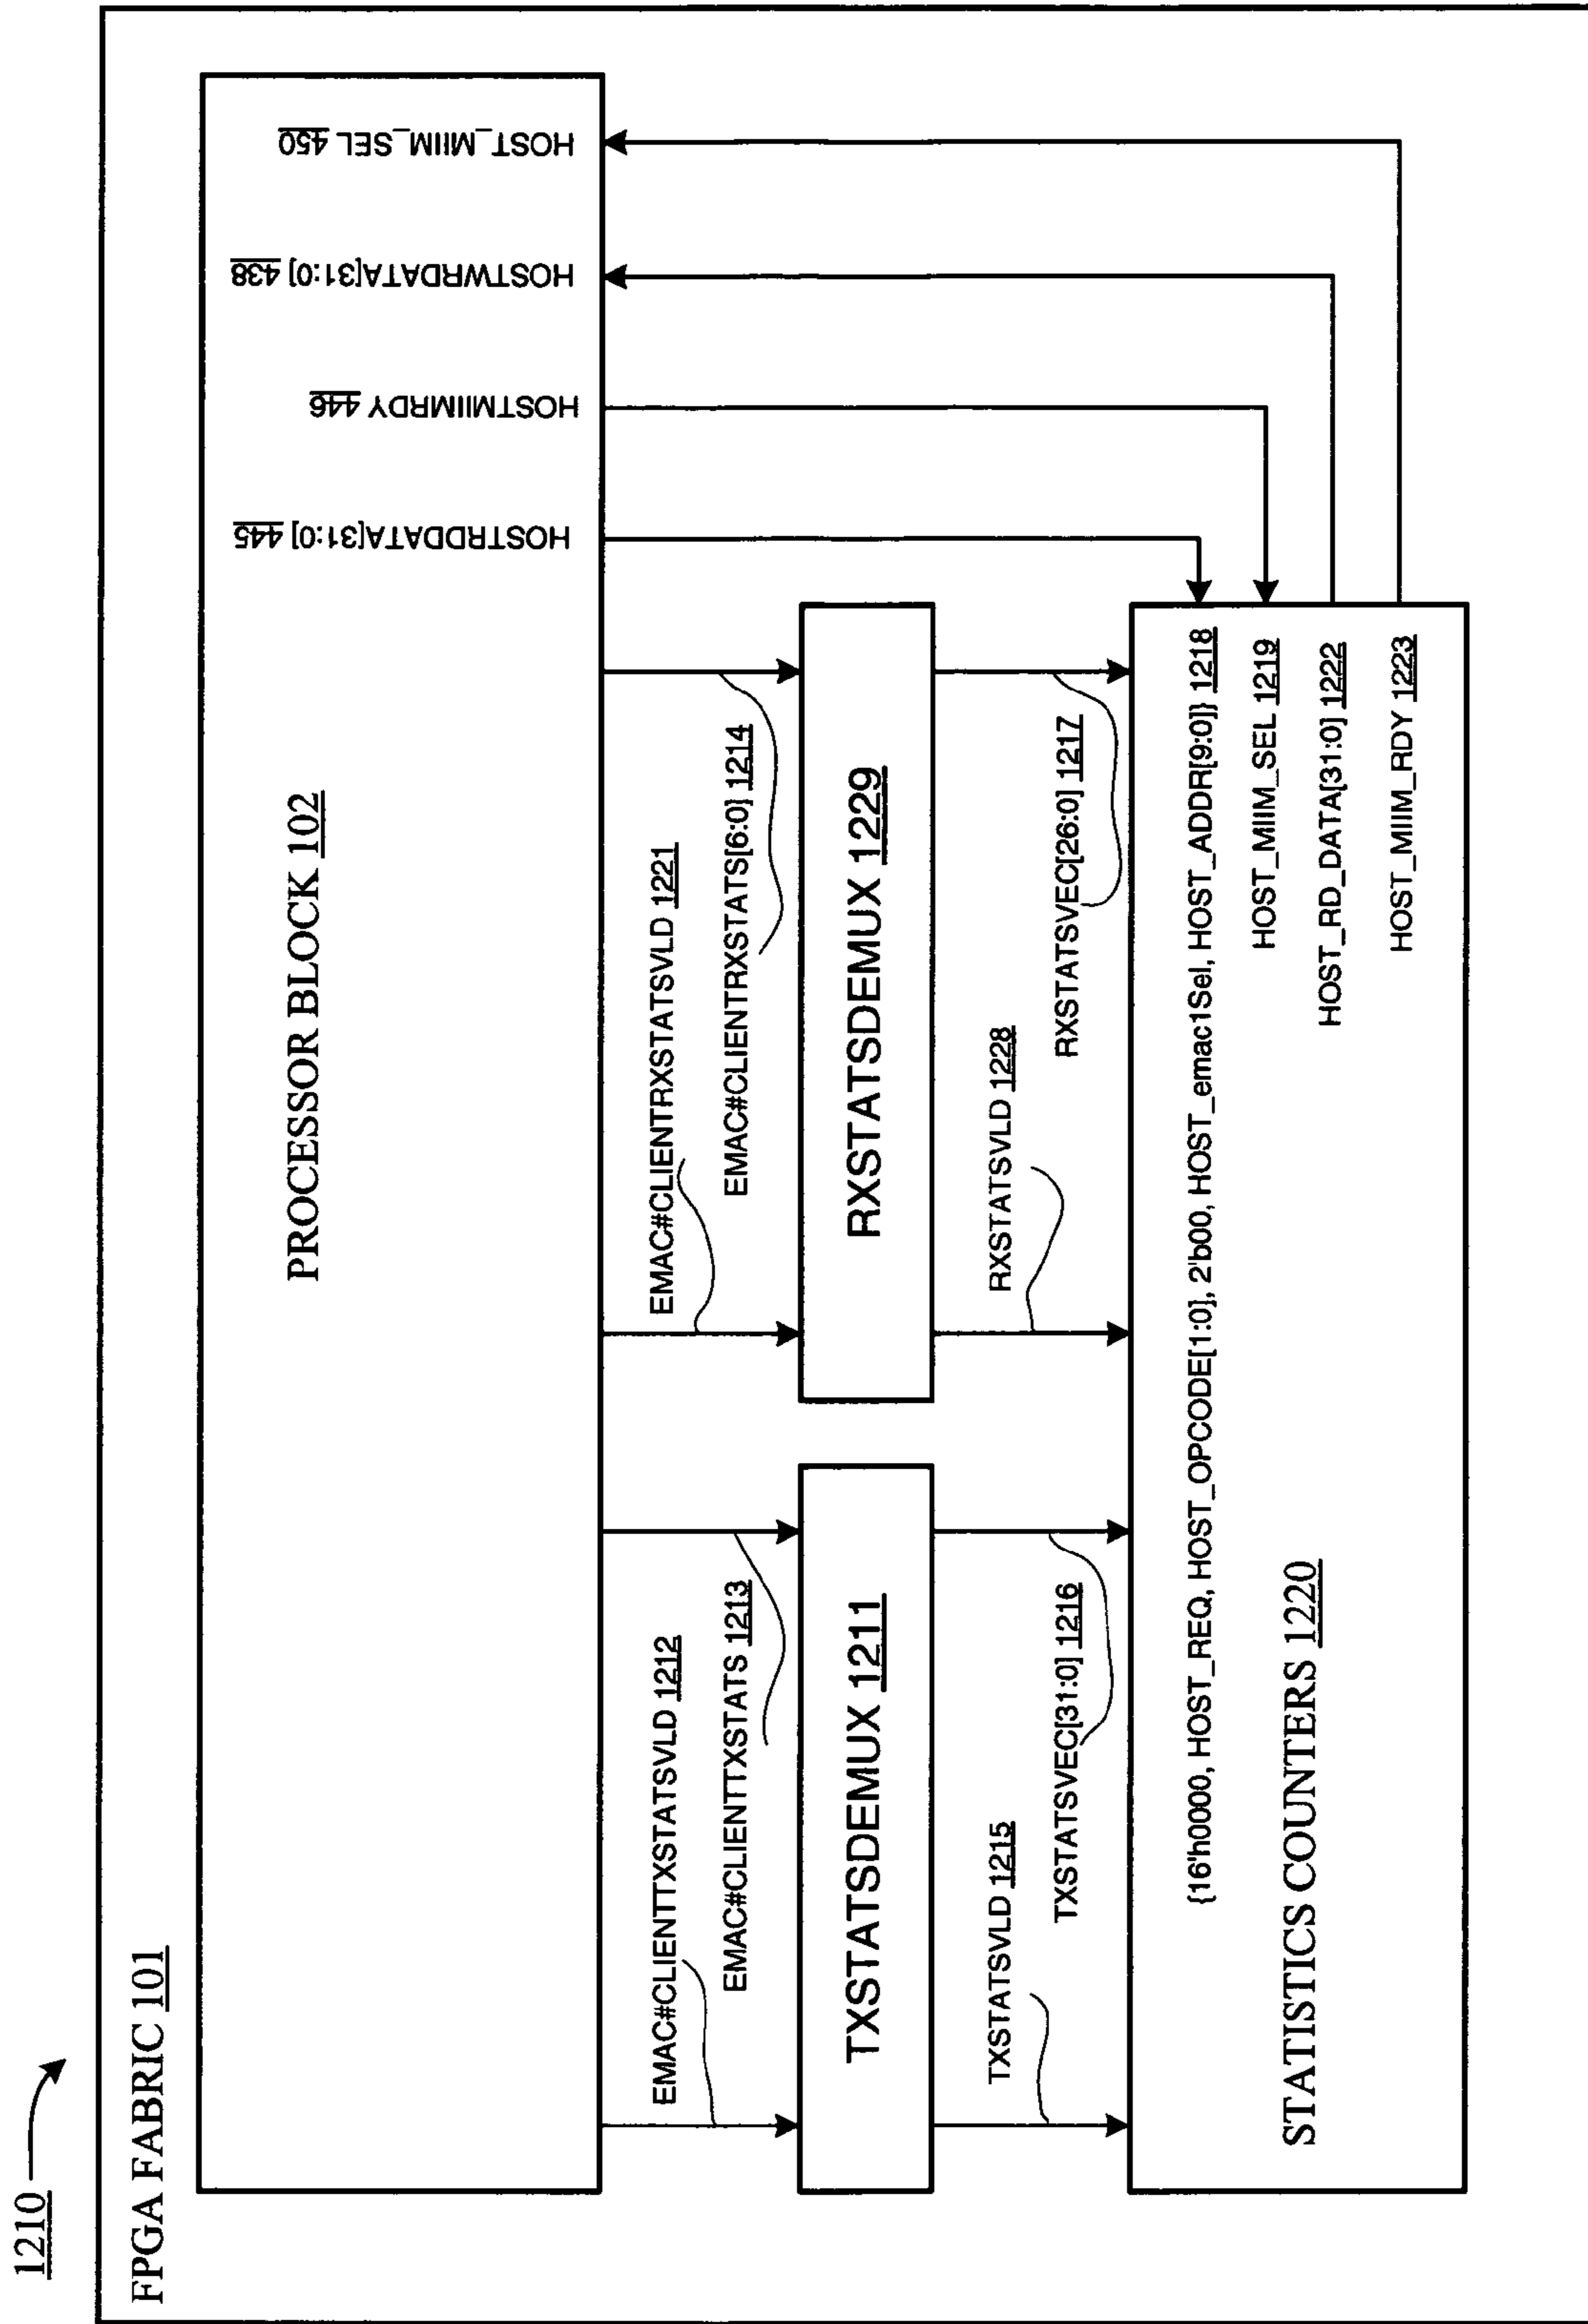 1210
FPGA FABRIC 101
PROCESSOR BLOCK 102
HOSTRDDATA[31:0] 445
HOSTMIIMRDY 446
HOSTWRDATA[31:0] 438
HOST_MIIM_SEL 450
EMAC#CLIENTTXSTATSVLD 1212
EMAC#CLIENTTXSTATS 1213
EMAC#CLIENTRXSTATSVLD 1221
EMAC#CLIENTRXSTATS[6:0] 1214
TXSTATSDEMUX 1211
RXSTATSDEMUX 1229
TXSTATSVLD 1215
TXSTATSVEC[31:0] 1216
RXSTATSVLD 1228
RXSTATSVEC[26:0] 1217
{16'h0000, HOST_REQ, HOST_OPCODE[1:0], 2'b00, HOST_emac1Sel, HOST_ADDR[9:0]} 1218
HOST_MIIM_SEL 1219
HOST_RD_DATA[31:0] 1222
HOST_MIIM_RDY 1223
STATISTICS COUNTERS 1220